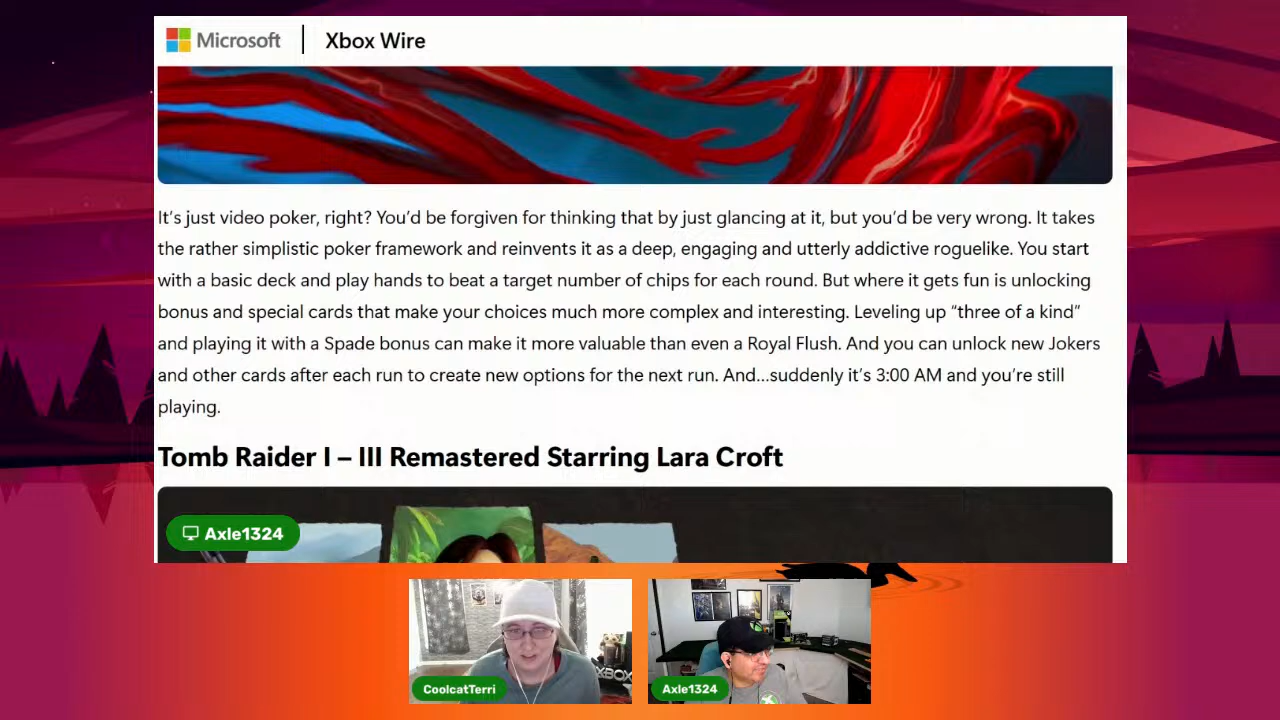 Microsoft | Xbox Wire
It’s just video poker, right? You’d be forgiven for thinking that by just glancing at it, but you’d be very wrong. It takes
the rather simplistic poker framework and reinvents it as a deep, engaging and utterly addictive roguelike. You start
with a basic deck and play hands to beat a target number of chips for each round. But where it gets fun is unlocking
bonus and special cards that make your choices much more complex and interesting. Leveling up “three of a kind”
and playing it with a Spade bonus can make it more valuable than even a Royal Flush. And you can unlock new Jokers
and other cards after each run to create new options for the next run. And…suddenly it’s 3:00 AM and you’re still
playing.
Tomb Raider I – III Remastered Starring Lara Croft
Axle1324
XBOX
CoolcatTerri
Axle1324